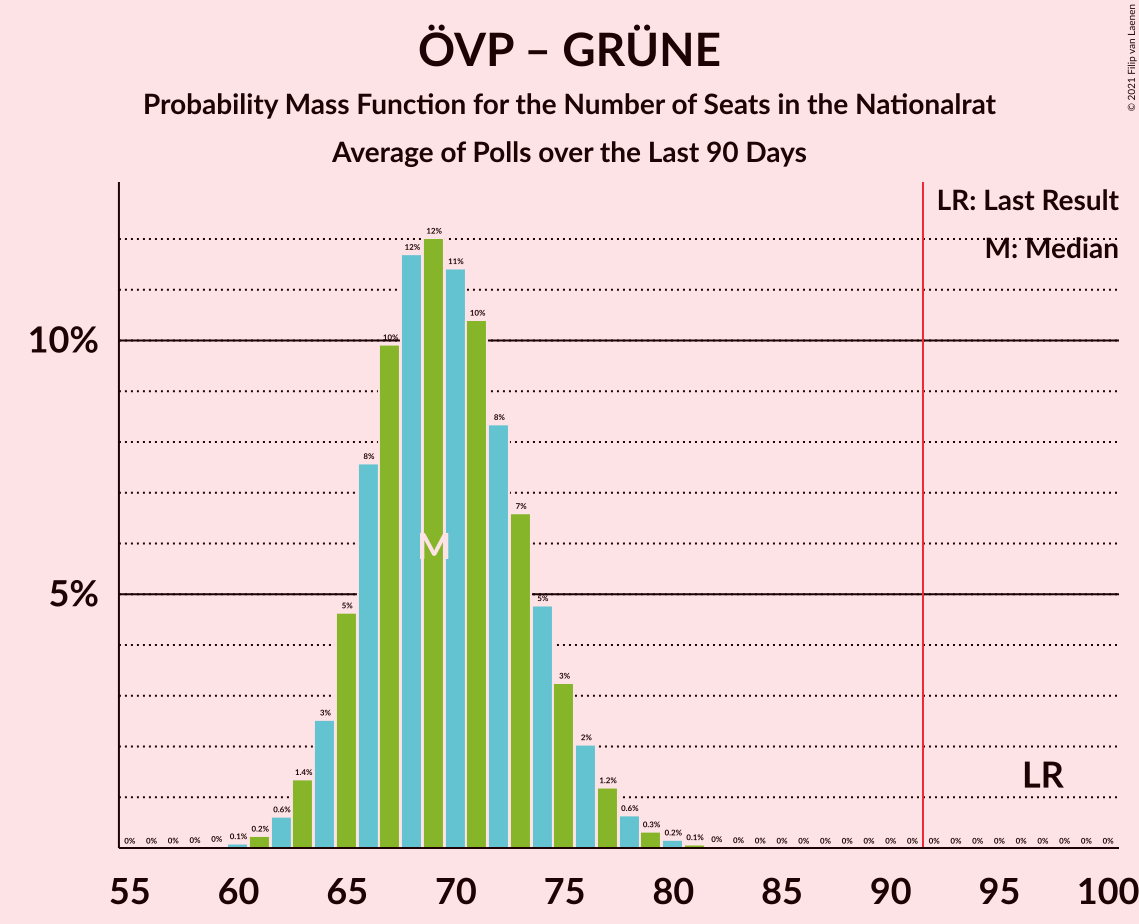 ÖVP – GRÜNE
Probability Mass Function for the Number of Seats in the Nationalrat
Average of Polls over the Last 90 Days
© 2021 Filip van Laenen
LR: Last Result
M: Median
10%
5%
0% 0% 0% 0% 0% 0.1% 0.2% 0.6% 1.4% 3% 5% 8% 10% 12% 12% 11% 10% 8% 7% 5% 3% 2% 1.2% 0.6% 0.3% 0.2% 0.1% 0% 0% 0% 0% 0% 0% 0% 0% 0% 0% 0% 0% 0% 0% 0% 0% 0% 0% 0%
M
LR
55 60 65 70 75 80 85 90 95 100